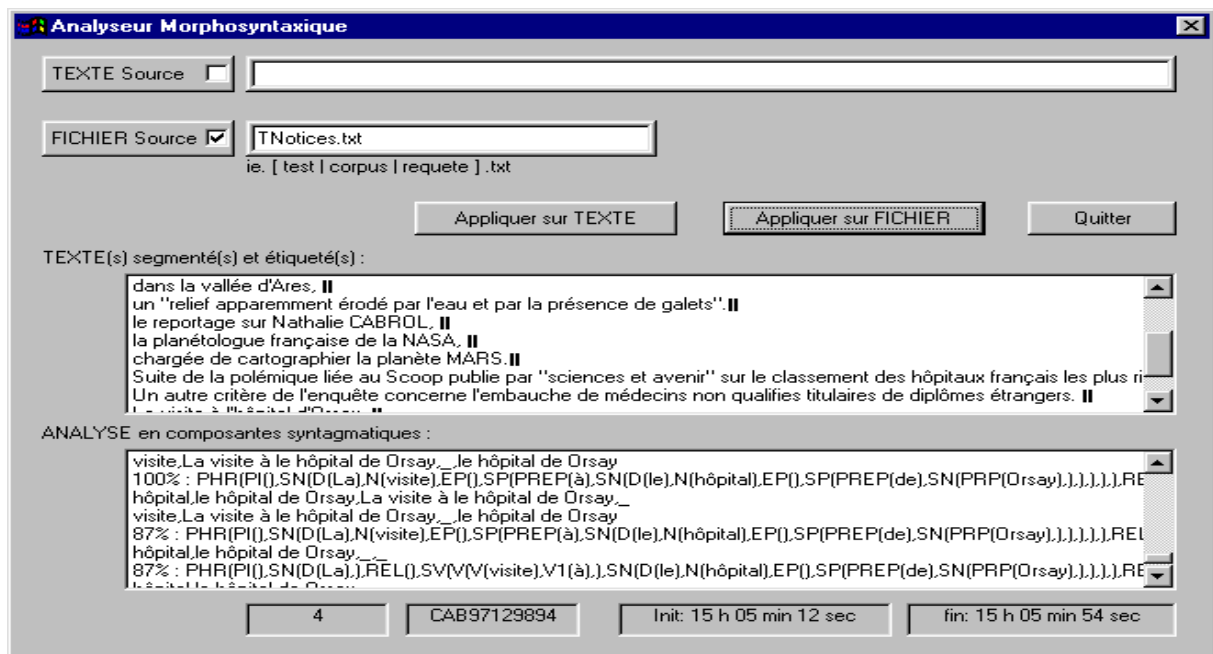 Analyseur Morphosyntaxique
TEXTE Source
FICHIER Source TNotices.txt
ie. [ test | corpus | requete ] .txt
Appliquer sur TEXTE Appliquer sur FICHIER Quitter
TEXTE(s) segmenté(s) et étiqueté(s) :
dans la vallée d'Ares, ||
un "relief apparemment érodé par l'eau et par la présence de galets".||
le reportage sur Nathalie CABROL, ||
la planétologue française de la NASA, ||
chargée de cartographier la planète MARS.||
Suite de la polémique liée au Scoop publie par "sciences et avenir" sur le classement des hôpitaux français les plus ri
Un autre critère de l'enquête concerne l'embauche de médecins non qualifies titulaires de diplômes étrangers. ||
La visite à l'hôpital d'Orsay, ||
ANALYSE en composantes syntagmatiques :
visite,La visite à le hôpital de Orsay,_,le hôpital de Orsay
100% : PHR(PI(),SN(D(La),N(visite),EP(),SP(PREP(à),SN(D(le),N(hôpital),EP(),SP(PREP(de),SN(PRP(Orsay),),),),),),RE
hôpital,le hôpital de Orsay,La visite à le hôpital de Orsay,_
visite,La visite à le hôpital de Orsay,_,le hôpital de Orsay
87% : PHR(PI(),SN(D(La),N(visite),EP(),SP(PREP(à),SN(D(le),N(hôpital),EP(),SP(PREP(de),SN(PRP(Orsay),),),),),),REL
hôpital,le hôpital de Orsay,_,_
87% : PHR(PI(),SN(D(La),),REL(),SV(V(V(visite),V1(à),),SN(D(le),N(hôpital),EP(),SP(PREP(de),SN(PRP(Orsay),),),),),RE
4 CAB97129894 Init: 15 h 05 min 12 sec fin: 15 h 05 min 54 sec